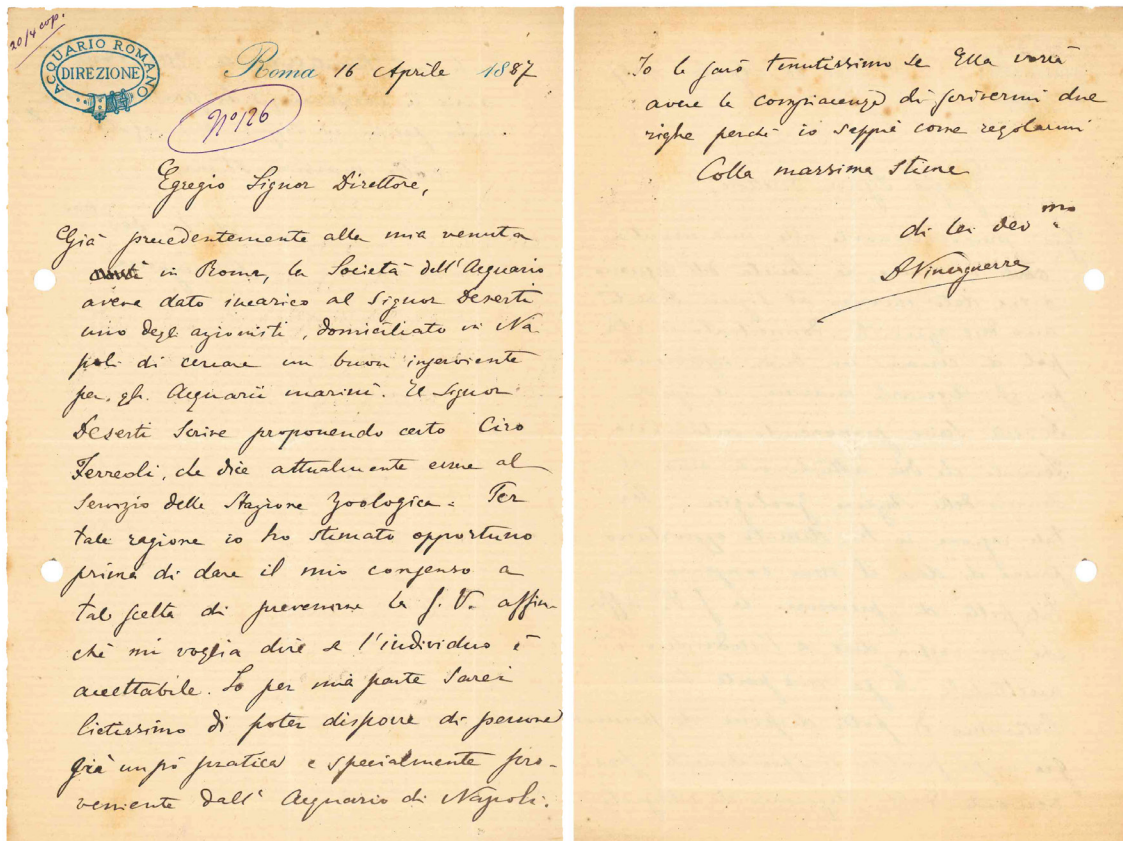 20/4 cop.
ACQUARIO ROMANO
DIREZIONE
Roma 16 Aprile 1887
Nº 126
Egregio Signor Direttore,
Già precedentemente alla mia venuta
in Roma, la Società dell'Acquario
aveva dato incarico al Signor Deserti
uno degli azionisti, domiciliato in Na-
poli di cercare un buon inserviente
per gli Acquarii marini. Il Signor
Deserti scrive proponendo certo Ciro
Ferreoli, che dice attualmente essere al
servizio della Stazione Zoologica. Per
tale ragione io ho stimato opportuno
prima di dare il mio consenso a
tale scelta di prevenirne la S. V. affin-
chè mi voglia dire se l'individuo è
accettabile. Io per mia parte sarei
lietissimo di poter disporre di persona
già un pò pratica e specialmente pro-
veniente dall'Acquario di Napoli.
Io le sarò tenutissimo se Ella vorrà
avere la compiacenza di scrivermi due
righe perchè io sappia come regolarmi
Colla massima stima
di lei dev mo
D Vinciguerra